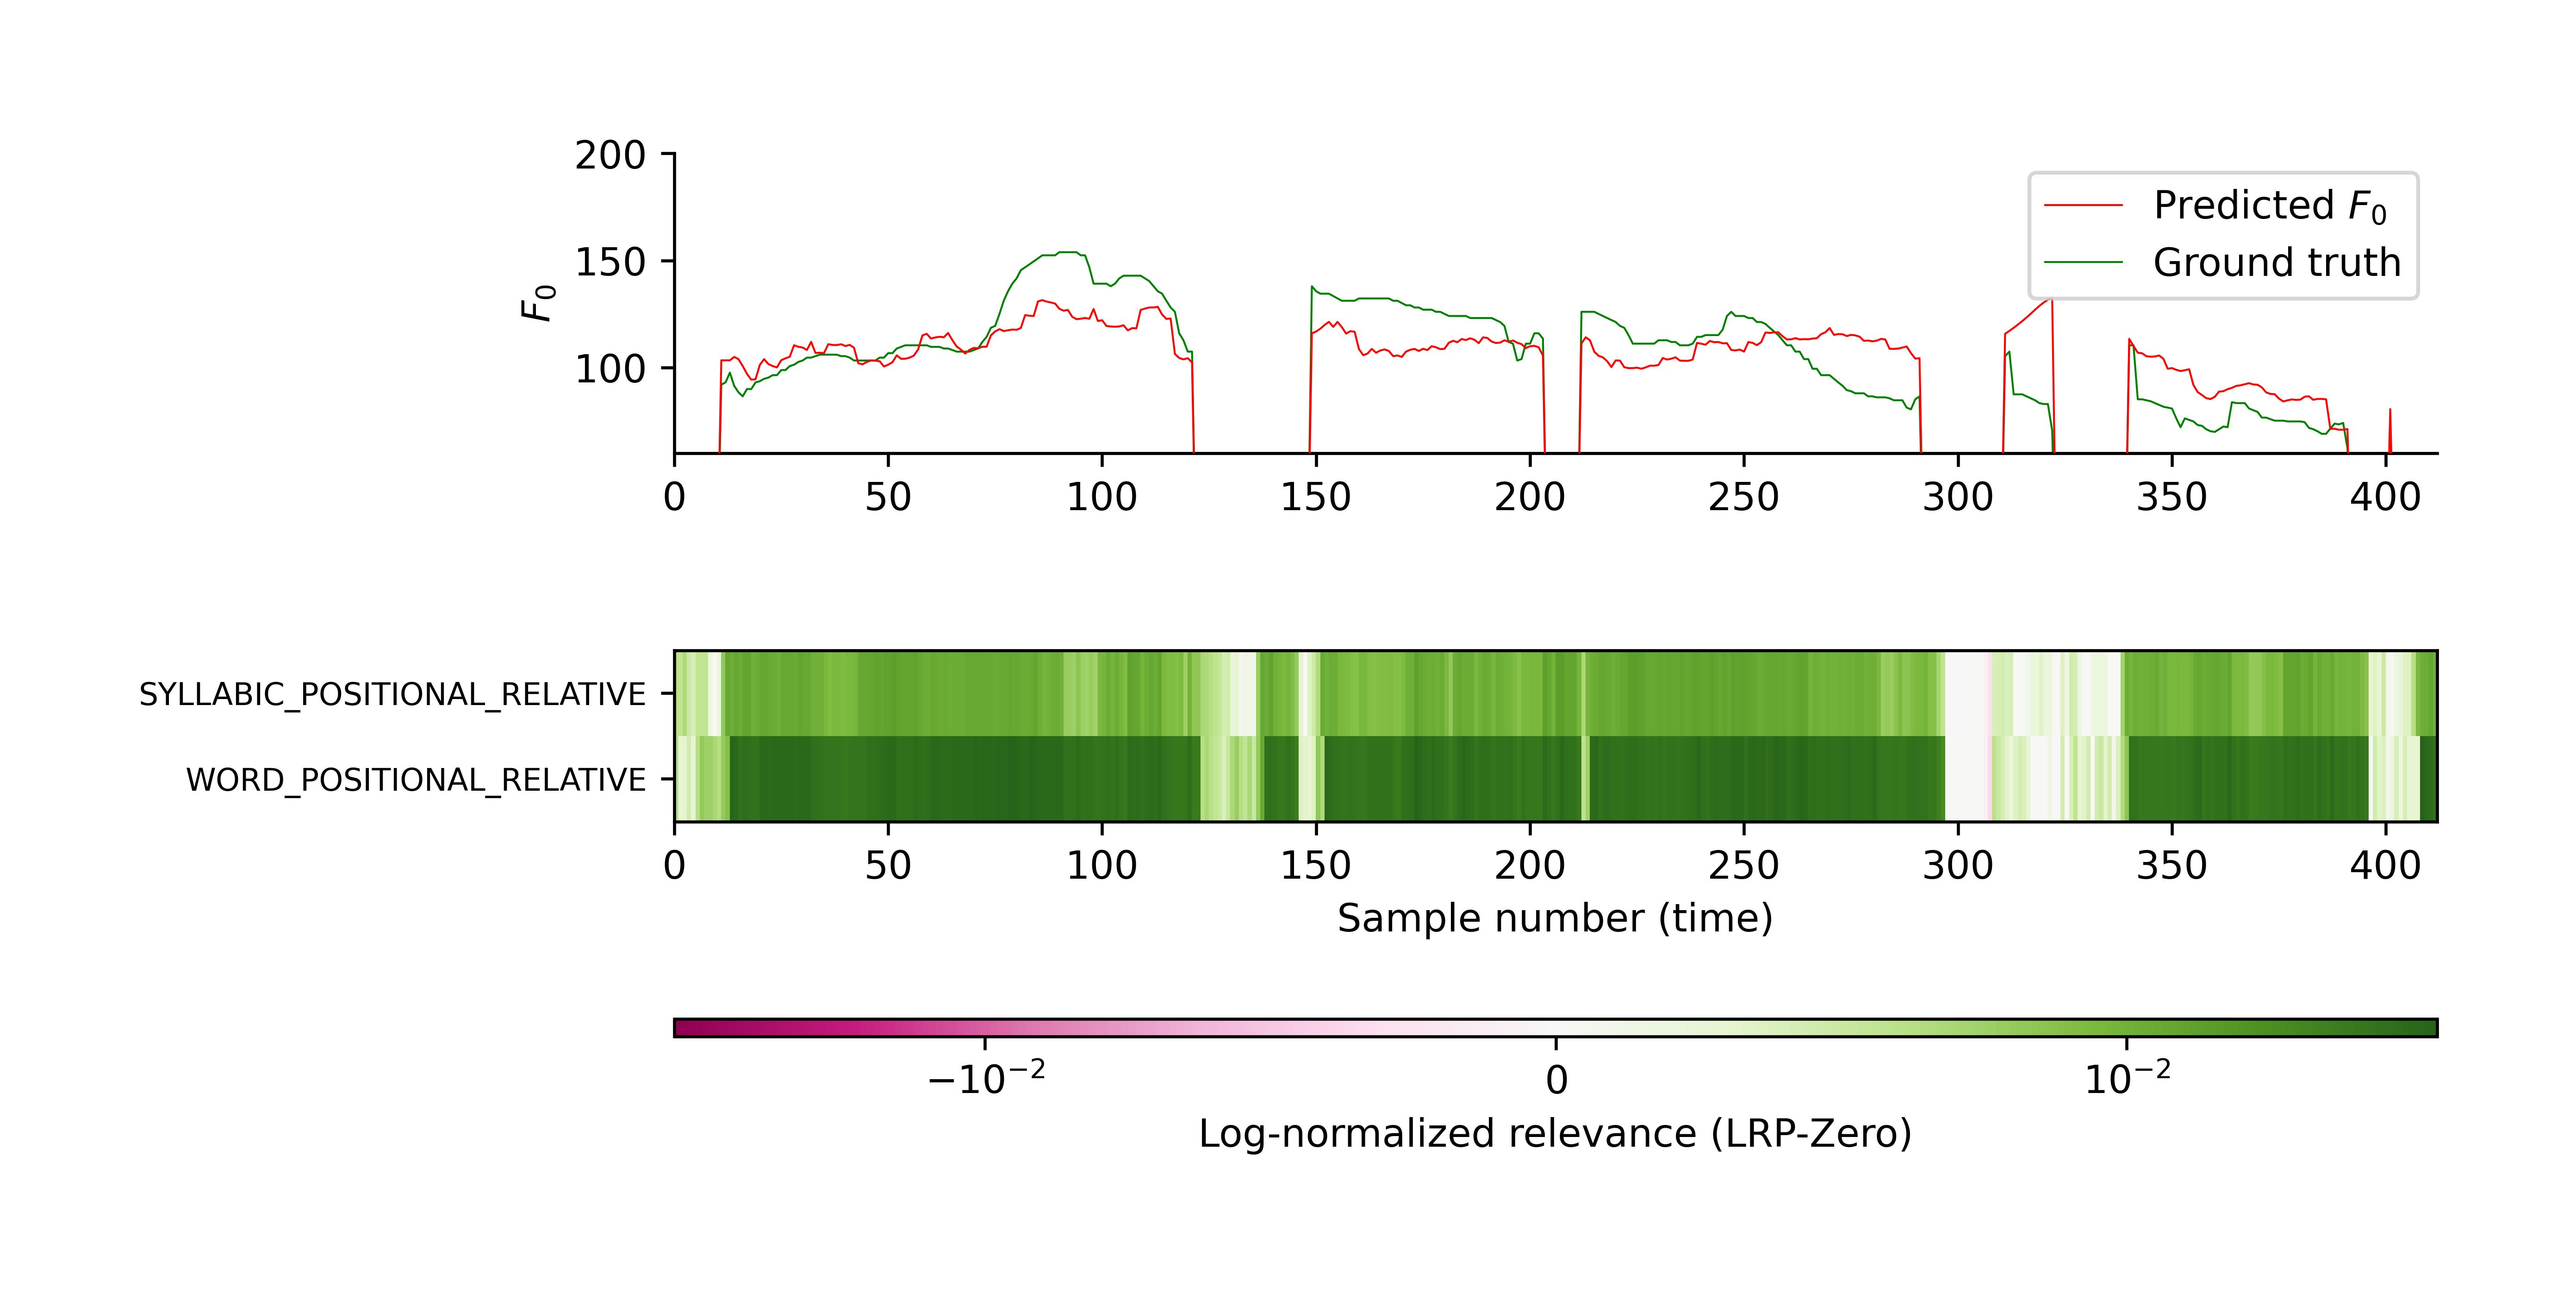 200
150
100
F₀
Predicted F₀
Ground truth
0 50 100 150 200 250 300 350 400
SYLLABIC_POSITIONAL_RELATIVE
WORD_POSITIONAL_RELATIVE
0 50 100 150 200 250 300 350 400
Sample number (time)
−10⁻² 0 10⁻²
Log-normalized relevance (LRP-Zero)